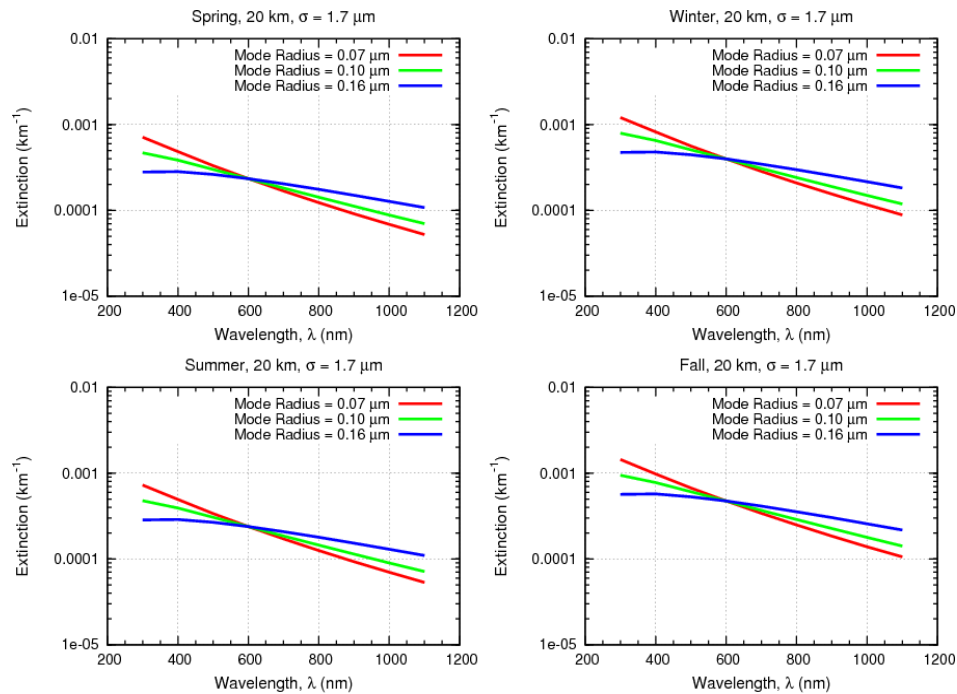 Spring, 20 km, σ = 1.7 μm
0.01
0.001
0.0001
1e-05
Extinction (km⁻¹)
Mode Radius = 0.07 μm
Mode Radius = 0.10 μm
Mode Radius = 0.16 μm
200 400 600 800 1000 1200
Wavelength, λ (nm)
Winter, 20 km, σ = 1.7 μm
0.01
0.001
0.0001
1e-05
Extinction (km⁻¹)
Mode Radius = 0.07 μm
Mode Radius = 0.10 μm
Mode Radius = 0.16 μm
200 400 600 800 1000 1200
Wavelength, λ (nm)
Summer, 20 km, σ = 1.7 μm
0.01
0.001
0.0001
1e-05
Extinction (km⁻¹)
Mode Radius = 0.07 μm
Mode Radius = 0.10 μm
Mode Radius = 0.16 μm
200 400 600 800 1000 1200
Wavelength, λ (nm)
Fall, 20 km, σ = 1.7 μm
0.01
0.001
0.0001
1e-05
Extinction (km⁻¹)
Mode Radius = 0.07 μm
Mode Radius = 0.10 μm
Mode Radius = 0.16 μm
200 400 600 800 1000 1200
Wavelength, λ (nm)